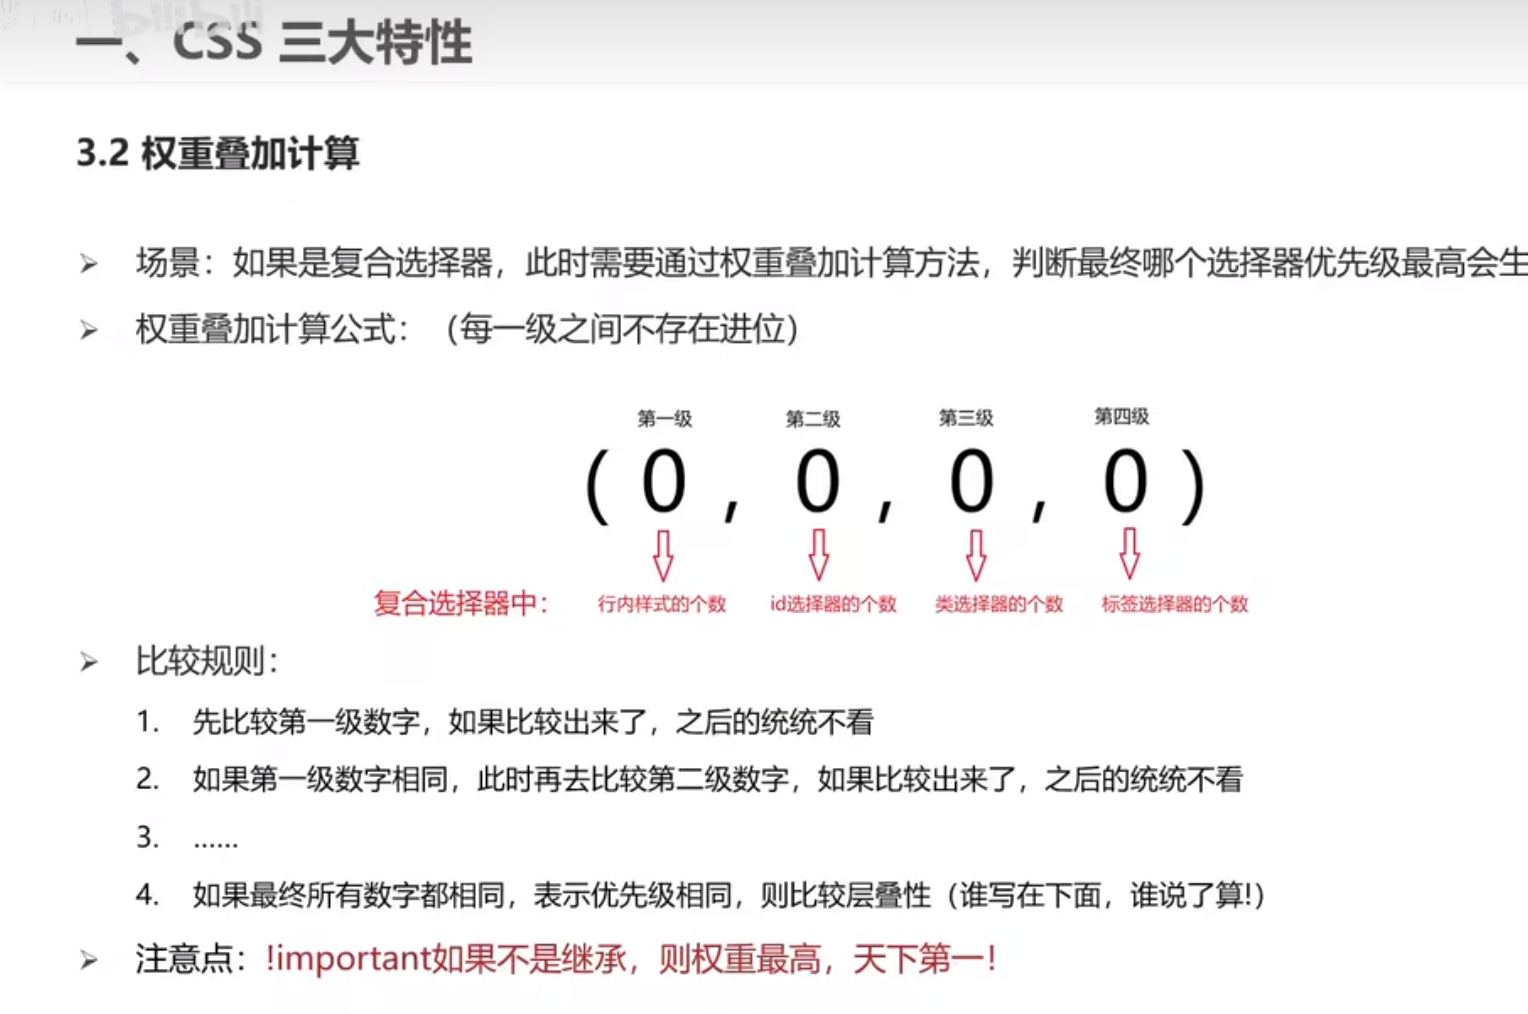 bilibili
一、CSS 三大特性
3.2 权重叠加计算
➢ 场景：如果是复合选择器，此时需要通过权重叠加计算方法，判断最终哪个选择器优先级最高会生
➢ 权重叠加计算公式：（每一级之间不存在进位）
第一级 第二级 第三级 第四级
( 0 , 0 , 0 , 0 )
复合选择器中： 行内样式的个数 id选择器的个数 类选择器的个数 标签选择器的个数
➢ 比较规则：
1. 先比较第一级数字，如果比较出来了，之后的统统不看
2. 如果第一级数字相同，此时再去比较第二级数字，如果比较出来了，之后的统统不看
3. ......
4. 如果最终所有数字都相同，表示优先级相同，则比较层叠性（谁写在下面，谁说了算!）
➢ 注意点：!important如果不是继承，则权重最高，天下第一！